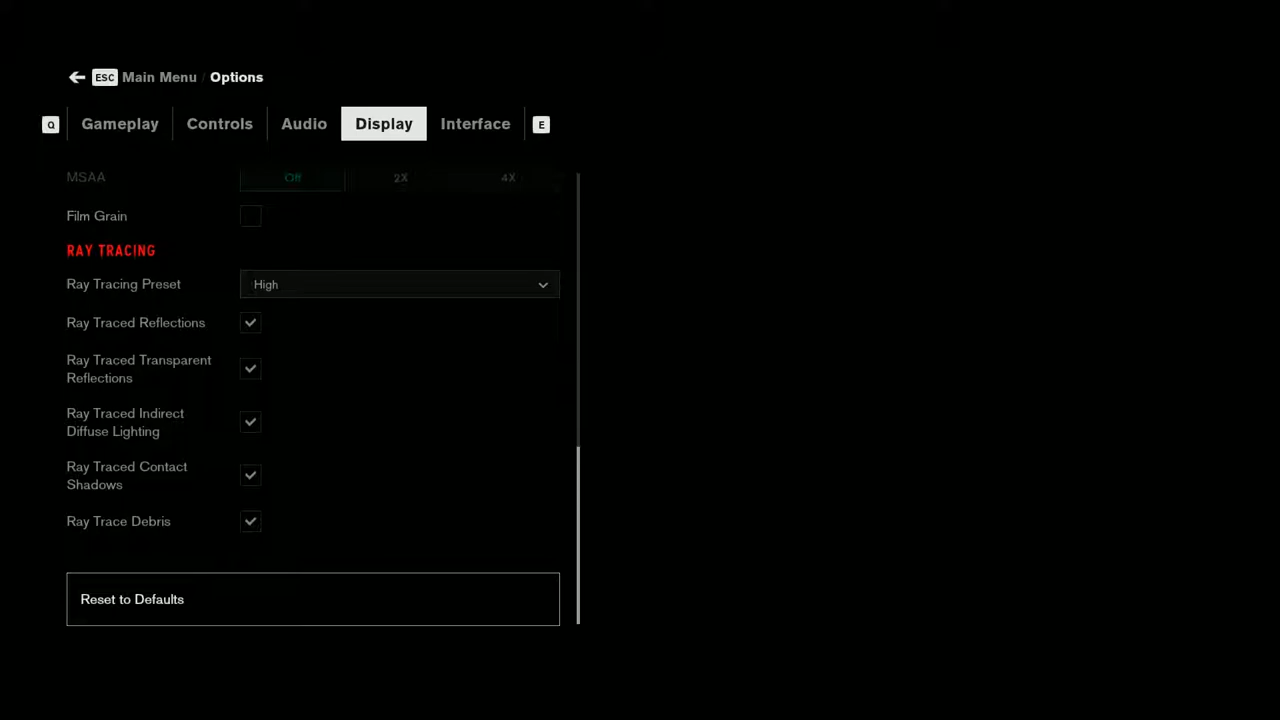 ESC Main Menu / Options
Q Gameplay Controls Audio Display Interface E
MSAA Off 2X 4X
Film Grain
RAY TRACING
Ray Tracing Preset High
Ray Traced Reflections
Ray Traced Transparent
Reflections
Ray Traced Indirect
Diffuse Lighting
Ray Traced Contact
Shadows
Ray Trace Debris
Reset to Defaults